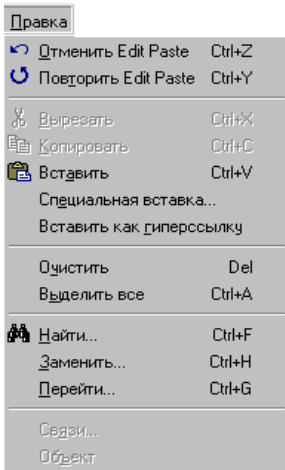 Правка
Отменить Edit Paste Ctrl+Z
Повторить Edit Paste Ctrl+Y
Вырезать Ctrl+X
Копировать Ctrl+C
Вставить Ctrl+V
Специальная вставка...
Вставить как гиперссылку
Очистить Del
Выделить все Ctrl+A
Найти... Ctrl+F
Заменить... Ctrl+H
Перейти... Ctrl+G
Связи...
Объект